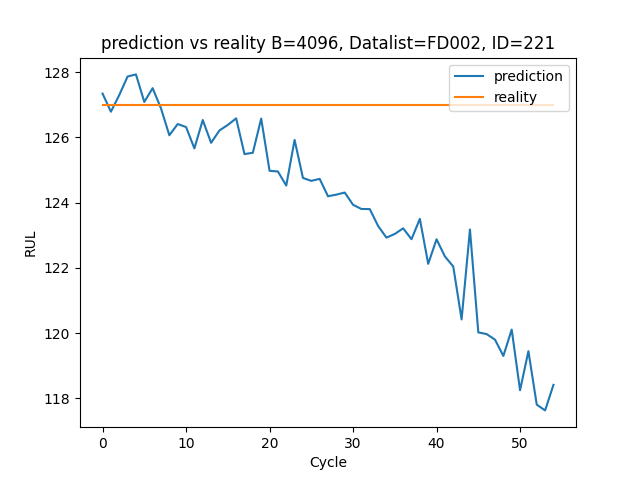 prediction vs reality B=4096, Datalist=FD002, ID=221
prediction
reality
RUL
128
126
124
122
120
118
0 10 20 30 40 50
Cycle